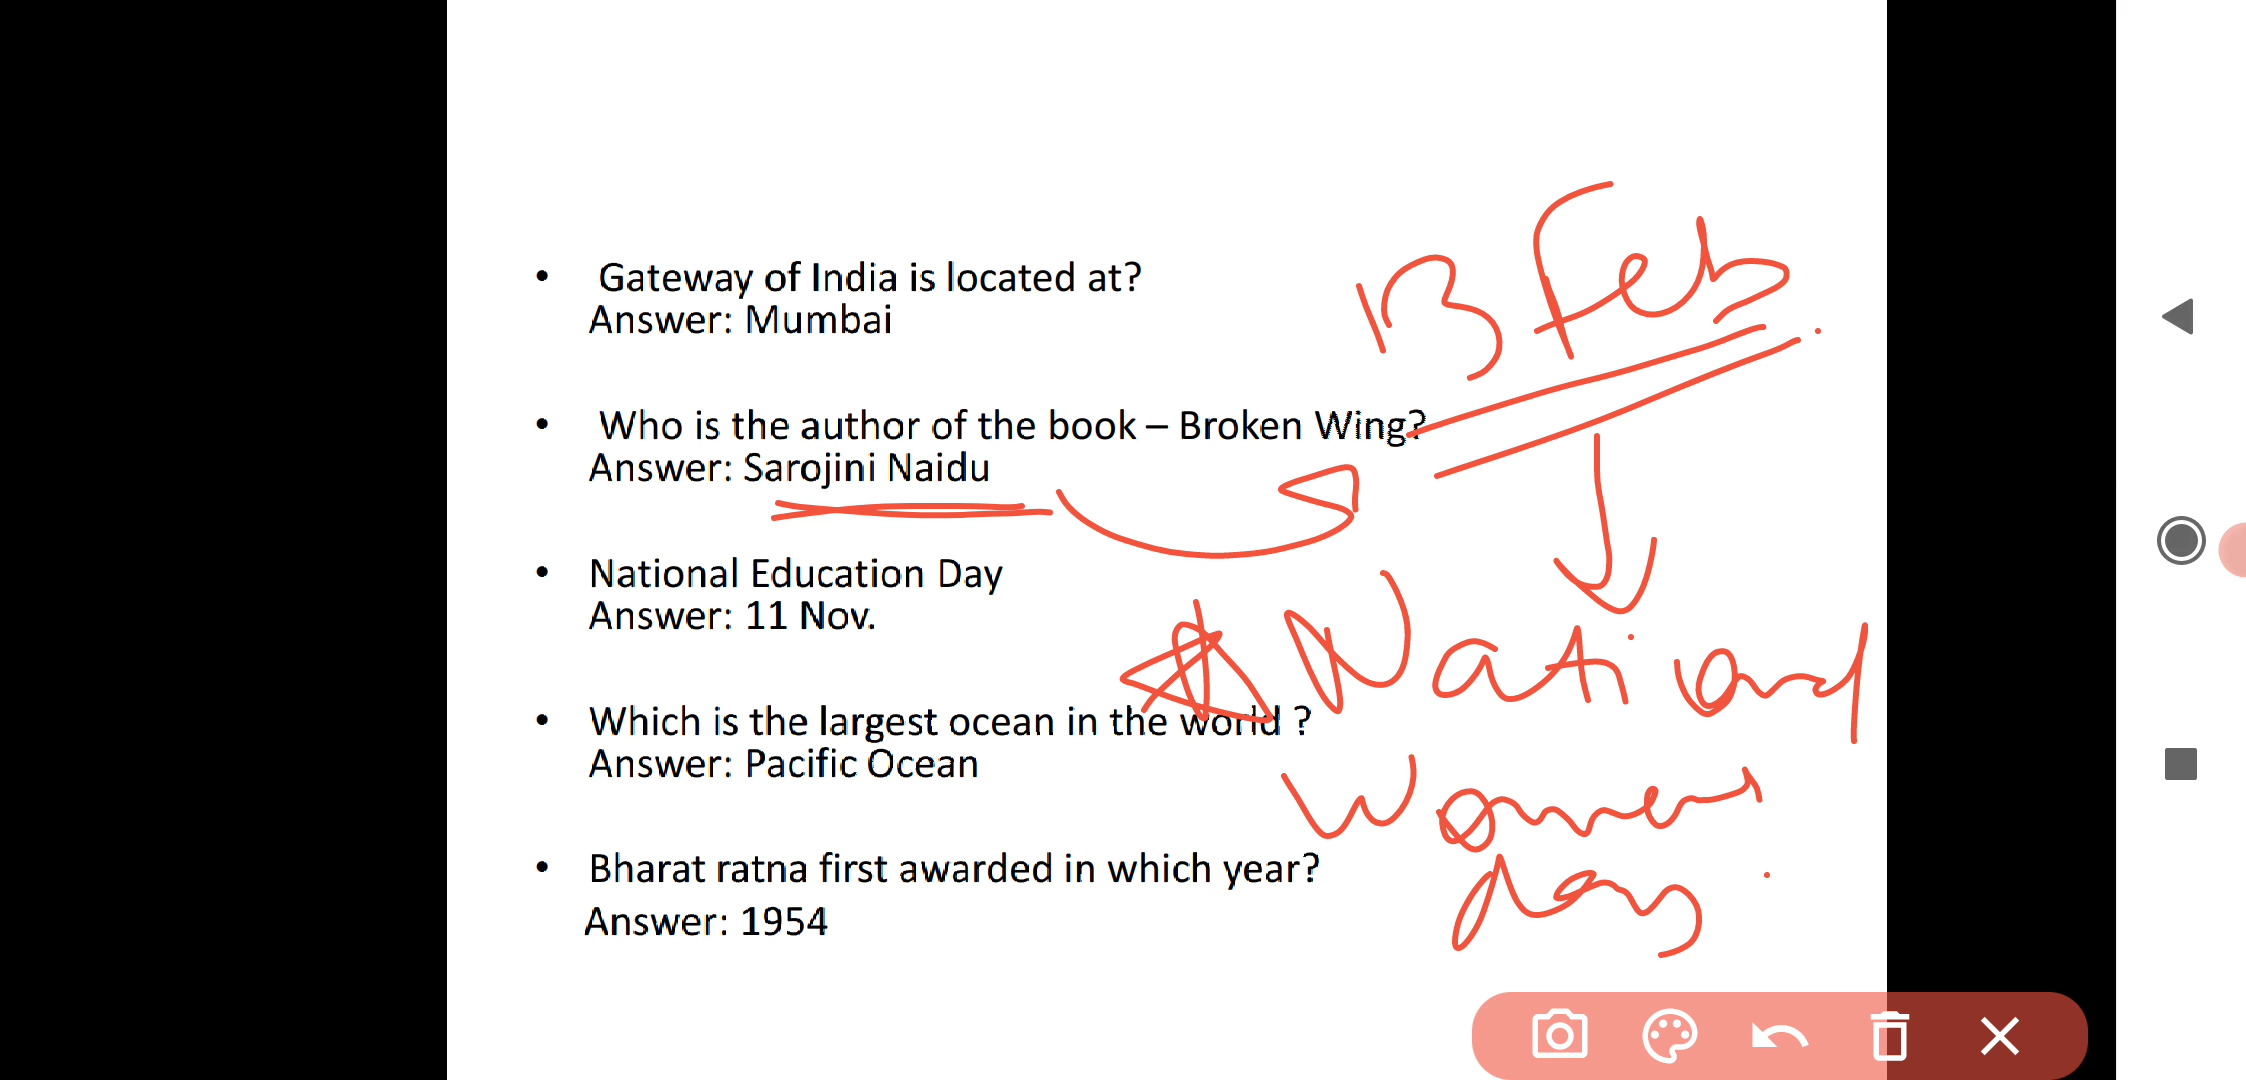 • Gateway of India is located at?
Answer: Mumbai
• Who is the author of the book – Broken Wing?
Answer: Sarojini Naidu
• National Education Day
Answer: 11 Nov.
• Which is the largest ocean in the world ?
Answer: Pacific Ocean
• Bharat ratna first awarded in which year?
Answer: 1954
13 Feb
National
Women
day